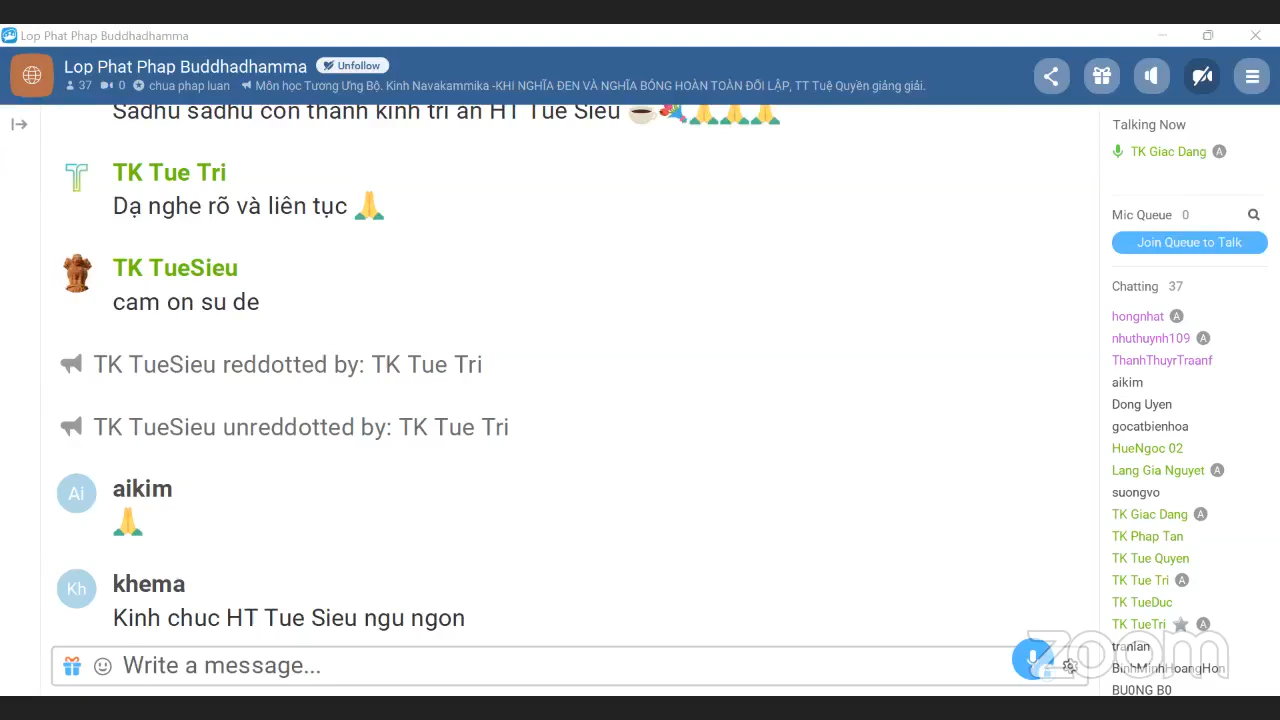 Lop Phat Phap Buddhadhamma
Lop Phat Phap Buddhadhamma
Unfollow
37 0 chua phap luan Môn học Tương Ưng Bộ. Kinh Navakammika -KHI NGHĨA ĐEN VÀ NGHĨA BÓNG HOÀN TOÀN ĐỐI LẬP, TT Tuệ Quyền giảng giải.
Sadhu sadhu con thanh kinh tri an HT Tue Sieu ☕💐🙏🙏🙏
TK Tue Tri
Dạ nghe rõ và liên tục 🙏
TK TueSieu
cam on su de
TK TueSieu reddotted by: TK Tue Tri
TK TueSieu unreddotted by: TK Tue Tri
Ai
aikim
🙏
Kh
khema
Kinh chuc HT Tue Sieu ngu ngon
Write a message...
Talking Now
TK Giac Dang A
Mic Queue 0
Join Queue to Talk
Chatting 37
hongnhat A
nhuthuynh109 A
ThanhThuyrTraanf
aikim
Dong Uyen
gocatbienhoa
HueNgoc 02
Lang Gia Nguyet A
suongvo
TK Giac Dang A
TK Phap Tan
TK Tue Quyen
TK Tue Tri A
TK TueDuc
TK TueTri A
tranlan
BinhMinhHoangHon
BU0NG B0
zoom